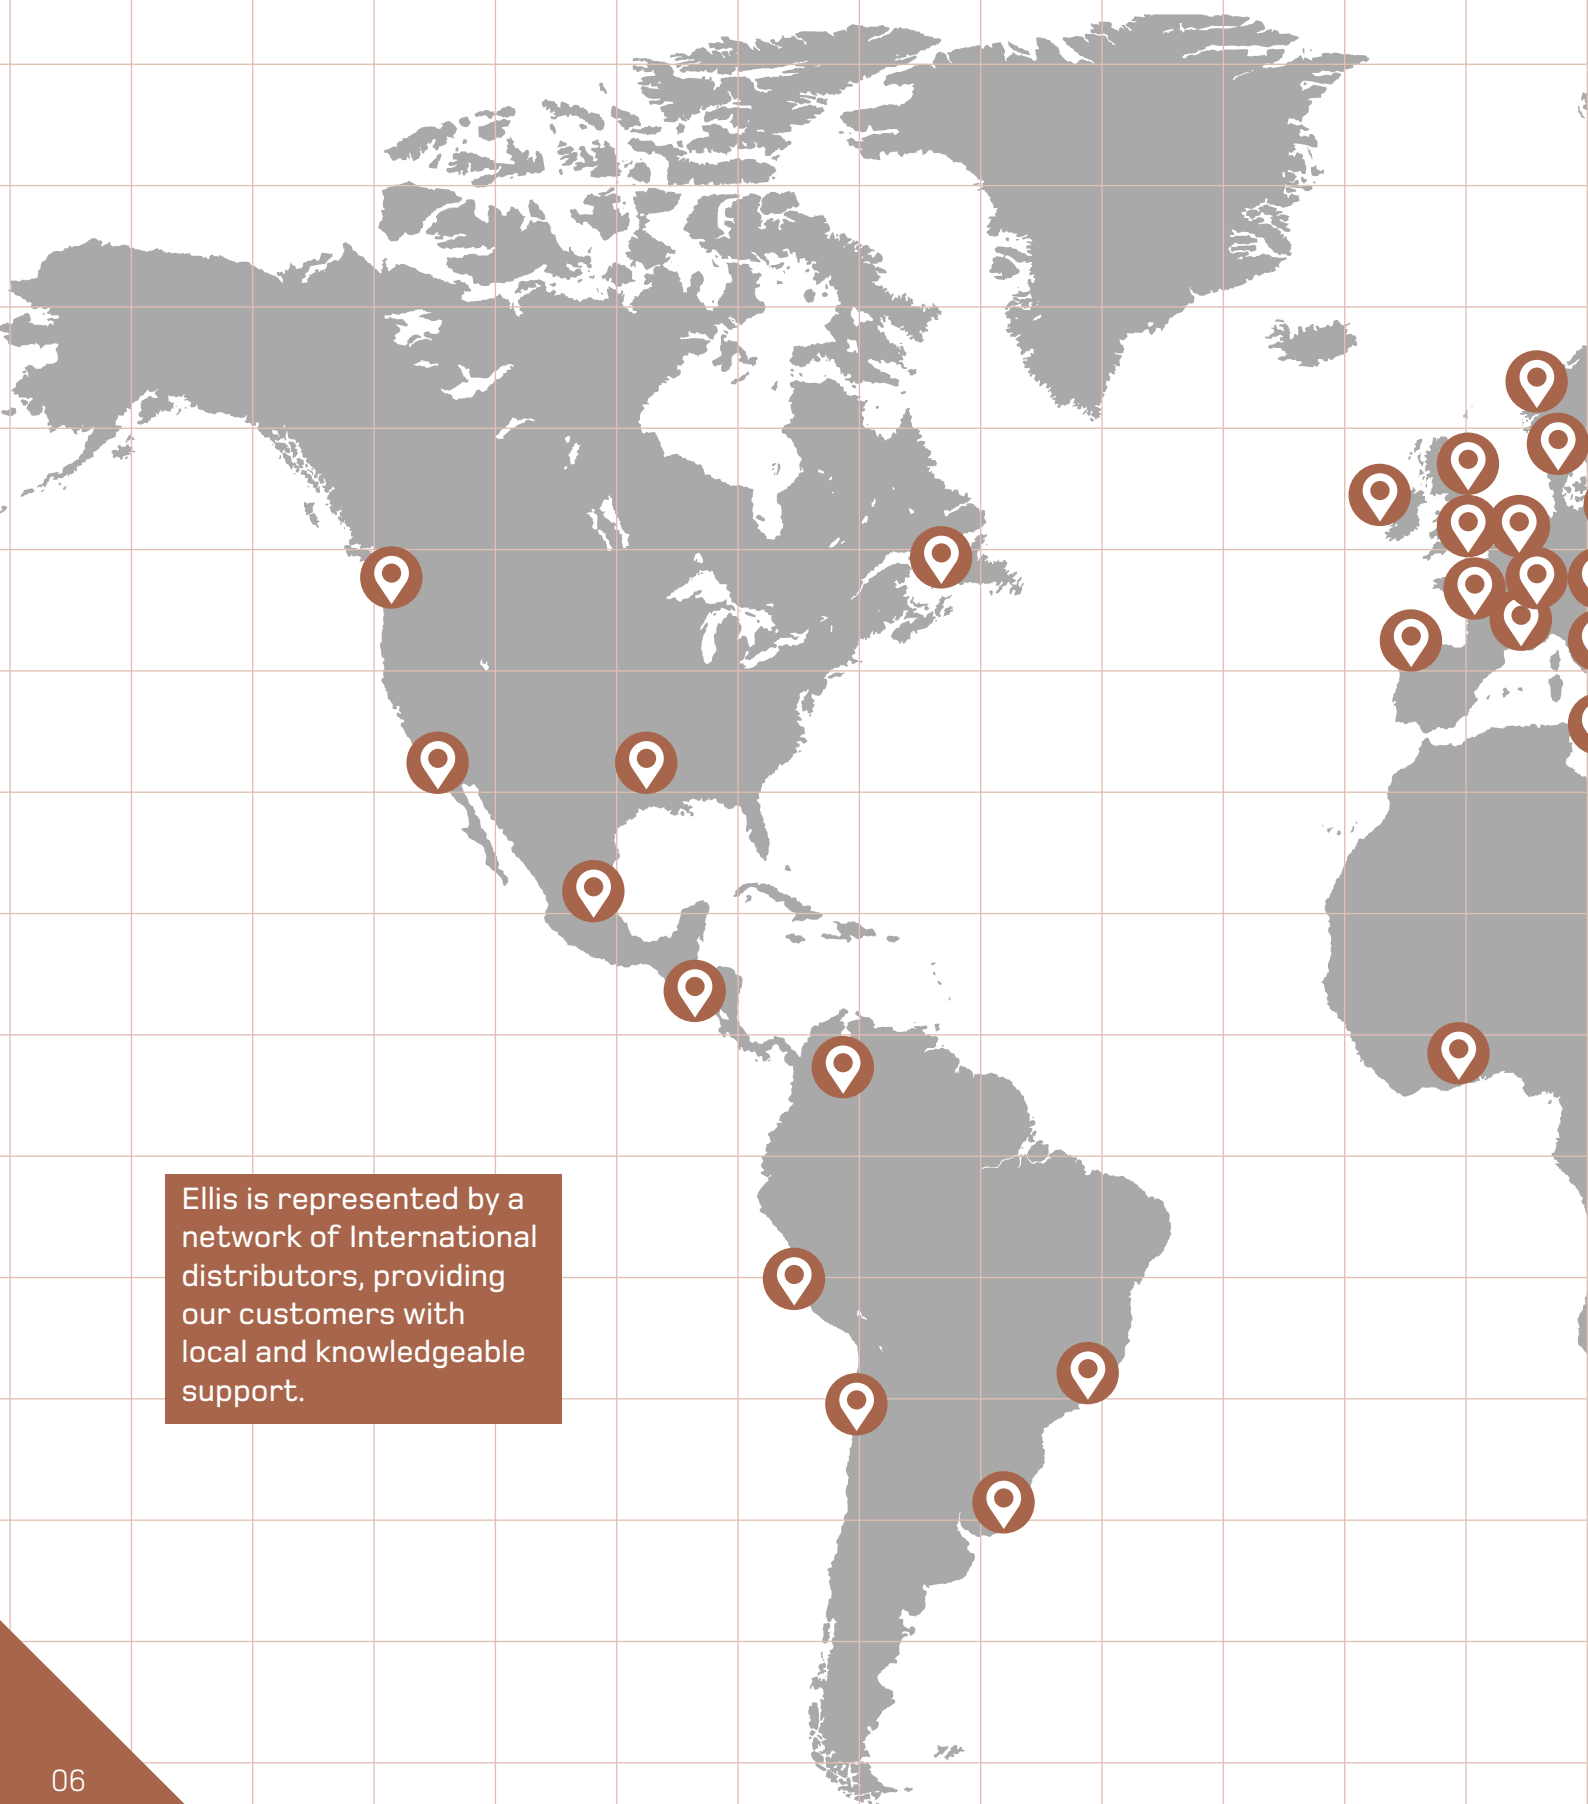 Ellis is represented by a
network of International
distributors, providing
our customers with
local and knowledgeable
support.
06